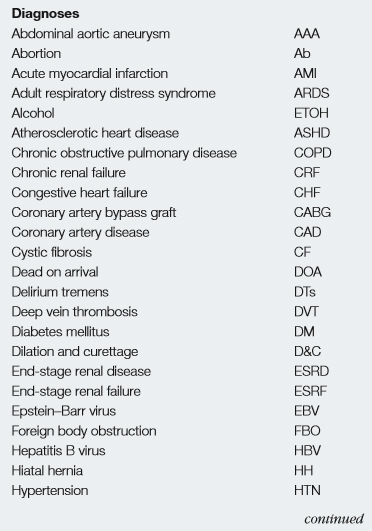 Diagnoses
Abdominal aortic aneurysm AAA
Abortion Ab
Acute myocardial infarction AMI
Adult respiratory distress syndrome ARDS
Alcohol ETOH
Atherosclerotic heart disease ASHD
Chronic obstructive pulmonary disease COPD
Chronic renal failure CRF
Congestive heart failure CHF
Coronary artery bypass graft CABG
Coronary artery disease CAD
Cystic fibrosis CF
Dead on arrival DOA
Delirium tremens DTs
Deep vein thrombosis DVT
Diabetes mellitus DM
Dilation and curettage D&C
End-stage renal disease ESRD
End-stage renal failure ESRF
Epstein–Barr virus EBV
Foreign body obstruction FBO
Hepatitis B virus HBV
Hiatal hernia HH
Hypertension HTN
continued